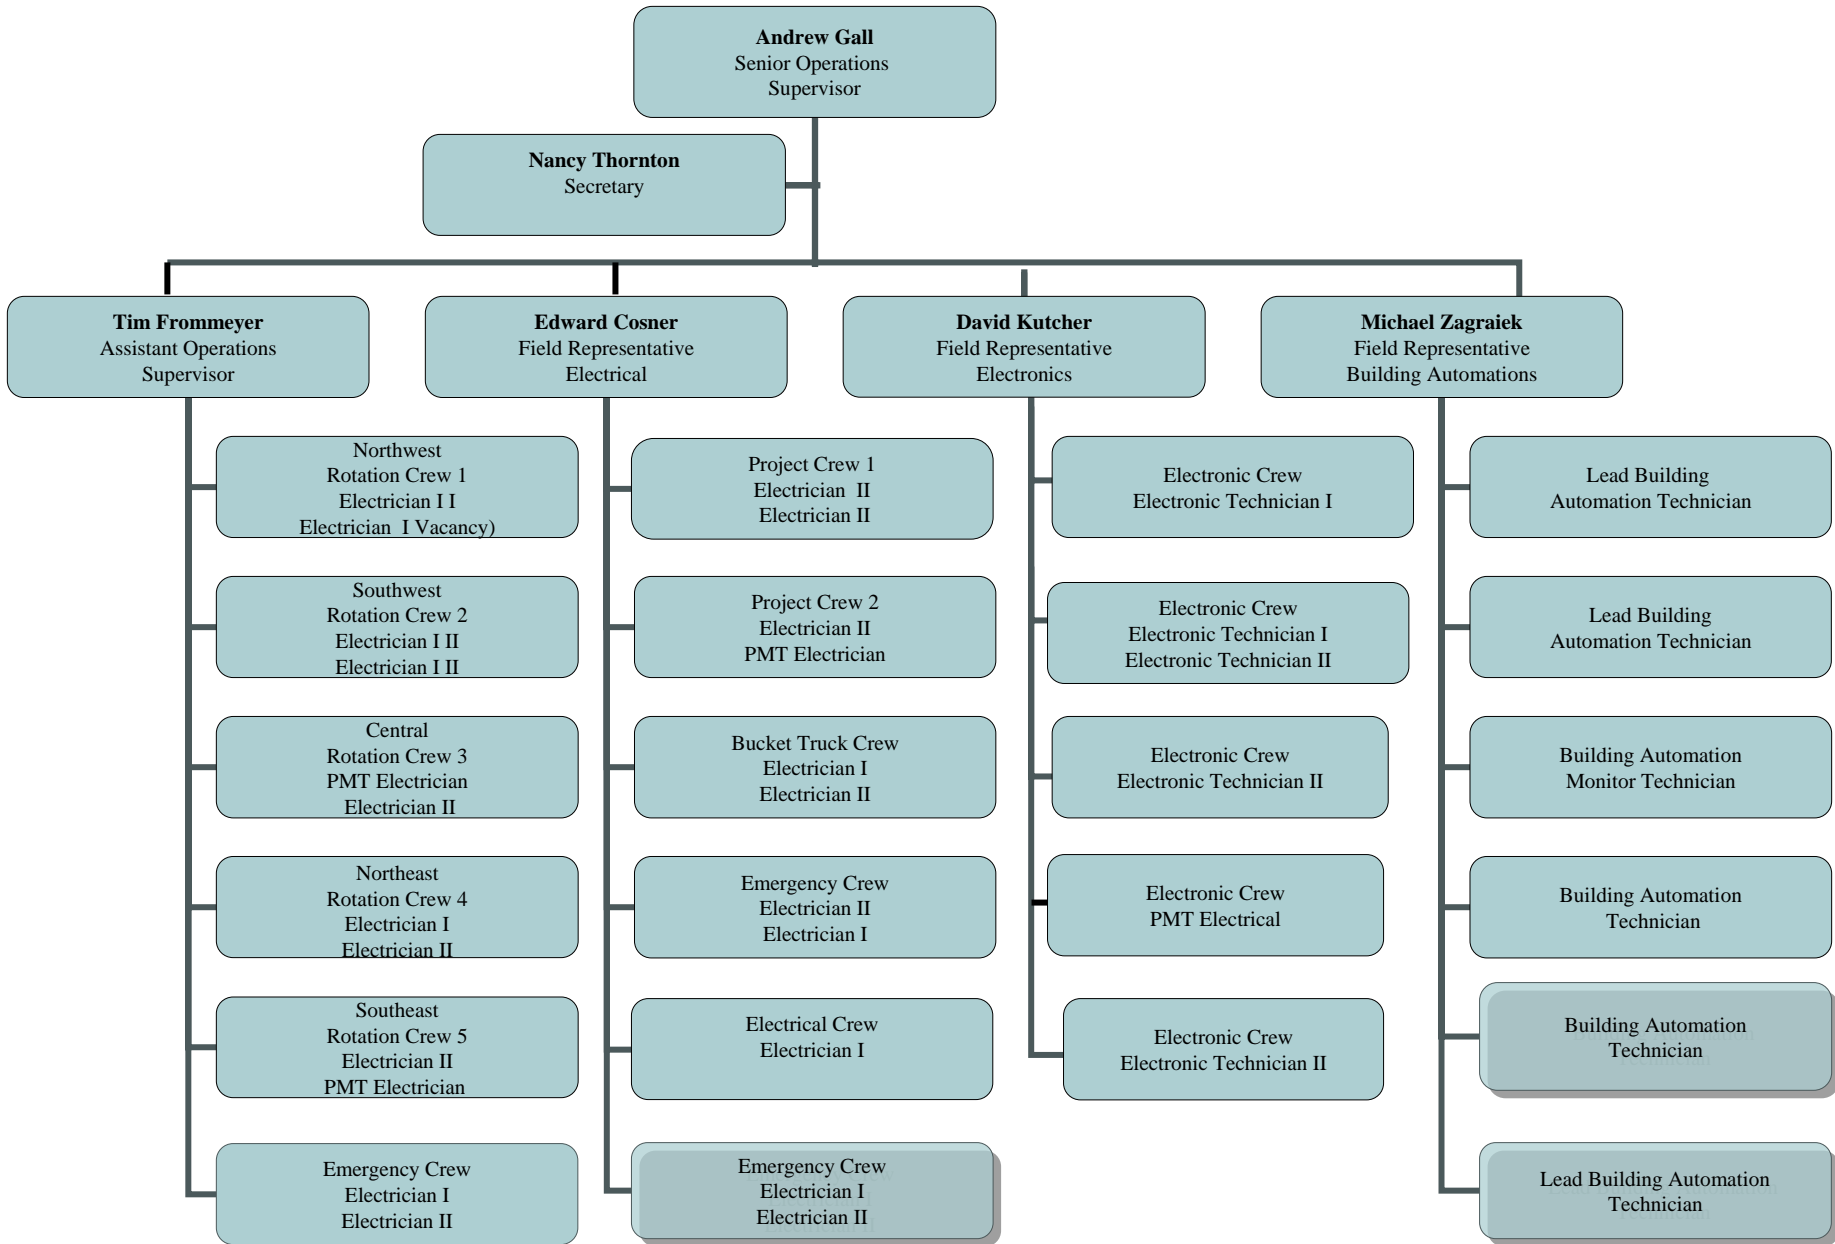 Andrew Gall
Senior Operations
Supervisor
Nancy Thornton
Secretary
Tim Frommeyer
Assistant Operations
Supervisor
Edward Cosner
Field Representative
Electrical
David Kutcher
Field Representative
Electronics
Michael Zagraiek
Field Representative
Building Automations
Northwest
Rotation Crew 1
Electrician I I
Electrician  I Vacancy)
Southwest
Rotation Crew 2
Electrician I II
Electrician I II
Central
Rotation Crew 3
PMT Electrician
Electrician II
Northeast
Rotation Crew 4
Electrician I
Electrician II
Southeast
Rotation Crew 5
Electrician II
PMT Electrician
Emergency Crew
Electrician I
Electrician II
Project Crew 1
Electrician  II
Electrician II
Project Crew 2
Electrician II
PMT Electrician
Bucket Truck Crew
Electrician I
Electrician II
Emergency Crew
Electrician II
Electrician I
Electrical Crew
Electrician I
Emergency Crew
Electrician I
Electrician II
Electronic Crew
Electronic Technician I
Electronic Crew
Electronic Technician I
Electronic Technician II
Electronic Crew
Electronic Technician II
Electronic Crew
PMT Electrical
Electronic Crew
Electronic Technician II
Lead Building
Automation Technician
Lead Building
Automation Technician
Building Automation
Monitor Technician
Building Automation
Technician
Building Automation
Technician
Lead Building Automation
Technician